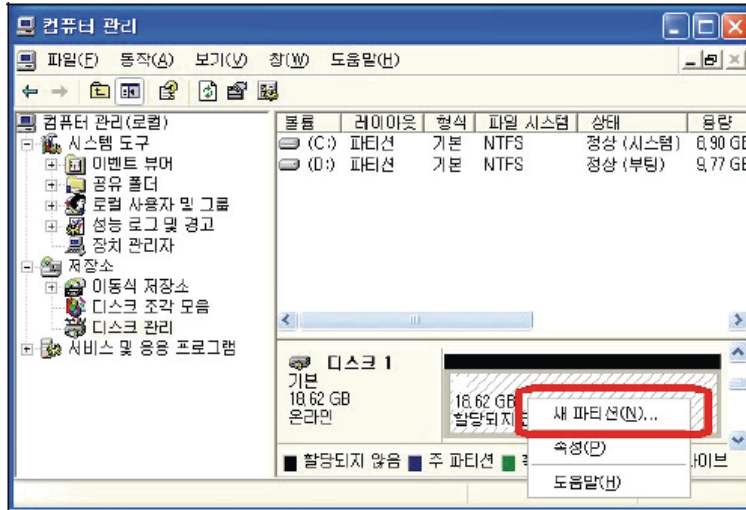 컴퓨터 관리
파일(F) 동작(A) 보기(V) 창(W) 도움말(H)
컴퓨터 관리(로컬)
시스템 도구
이벤트 뷰어
공유 폴더
로컬 사용자 및 그룹
성능 로그 및 경고
장치 관리자
저장소
이동식 저장소
디스크 조각 모음
디스크 관리
서비스 및 응용 프로그램
볼륨 레이아웃 형식 파일 시스템 상태 용량
(C:) 파티션 기본 NTFS 정상 (시스템) 6,90 GB
(D:) 파티션 기본 NTFS 정상 (부팅) 9,77 GB
디스크 1
기본
18,62 GB
온라인
18,62 GB
할당되지
새 파티션(N)...
속성(P)
도움말(H)
할당되지 않음 주 파티션